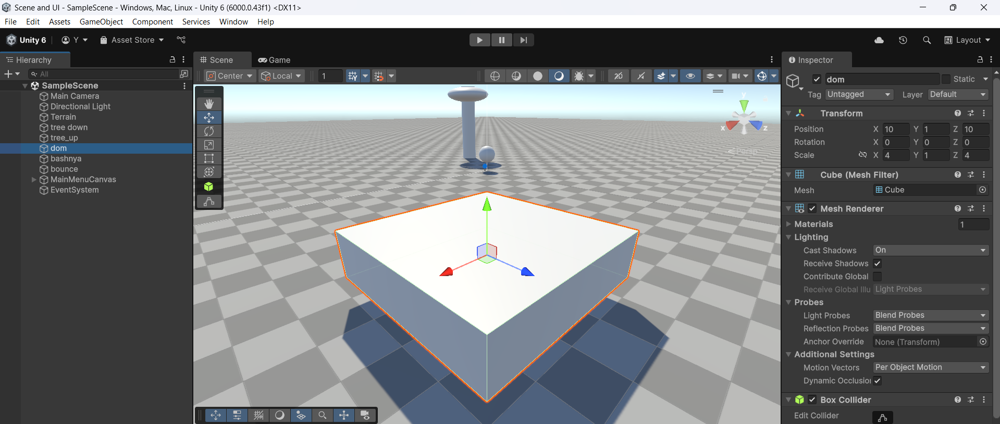 Scene and UI - SampleScene - Windows, Mac, Linux - Unity 6 (6000.0.43f1) <DX11>
File Edit Assets GameObject Component Services Window Help
Unity 6 Y Asset Store Layout
Hierarchy
All
SampleScene
Main Camera
Directional Light
Terrain
tree down
tree_up
dom
bashnya
bounce
MainMenuCanvas
EventSystem
Scene Game
Center Local 1 2D
y
x z
Persp
Inspector
dom Static
Tag Untagged Layer Default
Transform
Position X 10 Y 1 Z 10
Rotation X 0 Y 0 Z 0
Scale X 4 Y 1 Z 4
Cube (Mesh Filter)
Mesh Cube
Mesh Renderer
Materials 1
Lighting
Cast Shadows On
Receive Shadows
Contribute Global
Receive Global Illu Light Probes
Probes
Light Probes Blend Probes
Reflection Probes Blend Probes
Anchor Override None (Transform)
Additional Settings
Motion Vectors Per Object Motion
Dynamic Occlusion
Box Collider
Edit Collider